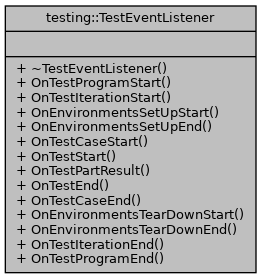 testing::TestEventListener
+ ~TestEventListener()
+ OnTestProgramStart()
+ OnTestIterationStart()
+ OnEnvironmentsSetUpStart()
+ OnEnvironmentsSetUpEnd()
+ OnTestCaseStart()
+ OnTestStart()
+ OnTestPartResult()
+ OnTestEnd()
+ OnTestCaseEnd()
+ OnEnvironmentsTearDownStart()
+ OnEnvironmentsTearDownEnd()
+ OnTestIterationEnd()
+ OnTestProgramEnd()